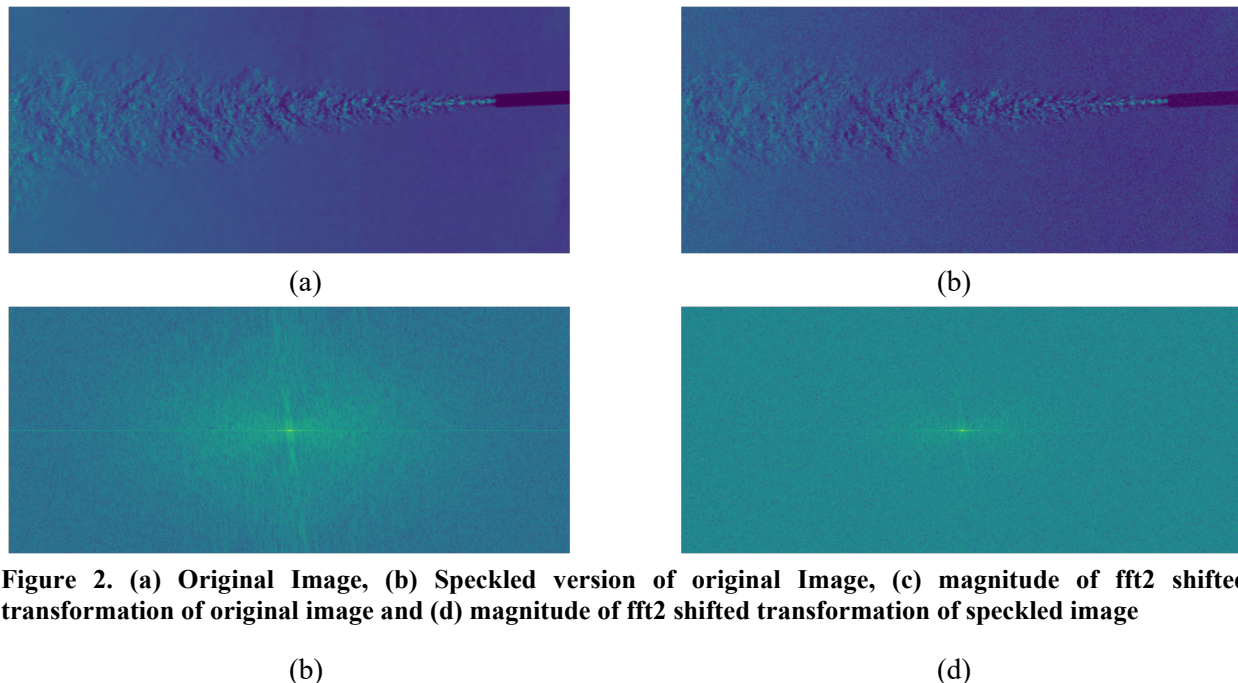 (a)
(b)
Figure 2. (a) Original Image, (b) Speckled version of original Image, (c) magnitude of fft2 shifted
transformation of original image and (d) magnitude of fft2 shifted transformation of speckled image
(b)
(d)